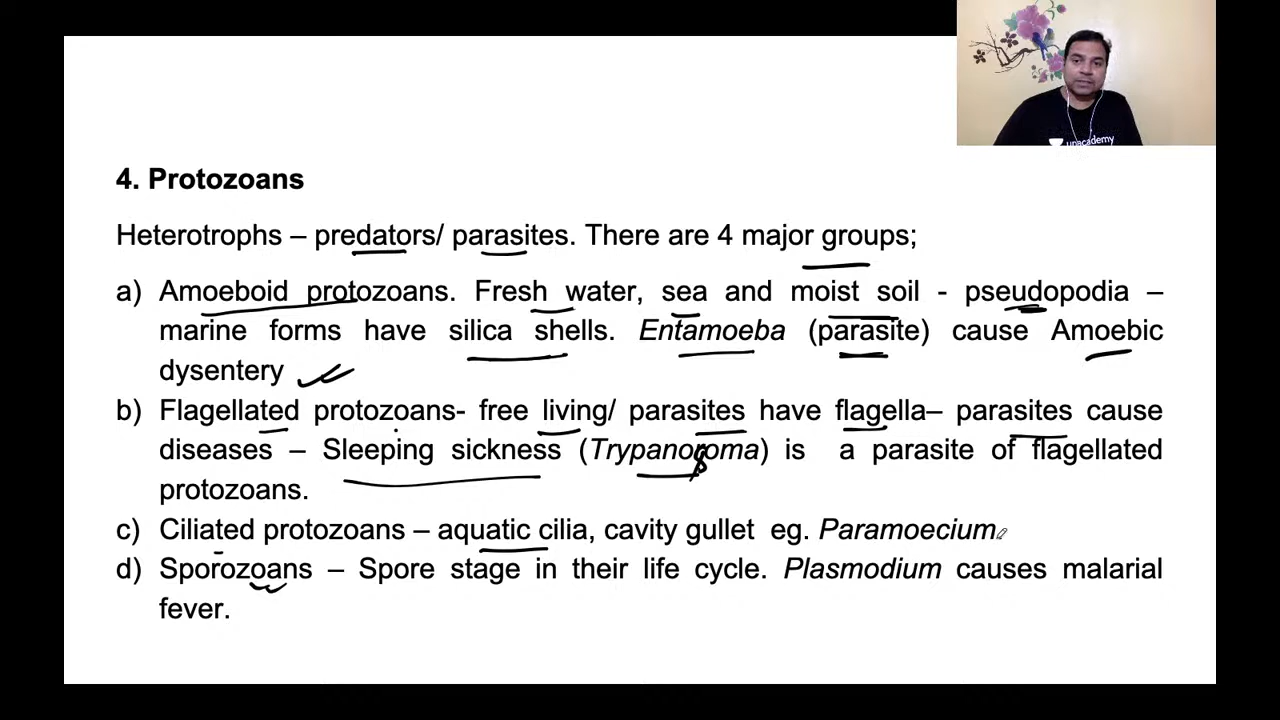 unacademy
4. Protozoans
Heterotrophs – predators/ parasites. There are 4 major groups;
a) Amoeboid protozoans. Fresh water, sea and moist soil - pseudopodia –
marine forms have silica shells. Entamoeba (parasite) cause Amoebic
dysentery
b) Flagellated protozoans- free living/ parasites have flagella– parasites cause
diseases – Sleeping sickness (Trypanosoma) is a parasite of flagellated
protozoans.
c) Ciliated protozoans – aquatic cilia, cavity gullet eg. Paramoecium
d) Sporozoans – Spore stage in their life cycle. Plasmodium causes malarial
fever.